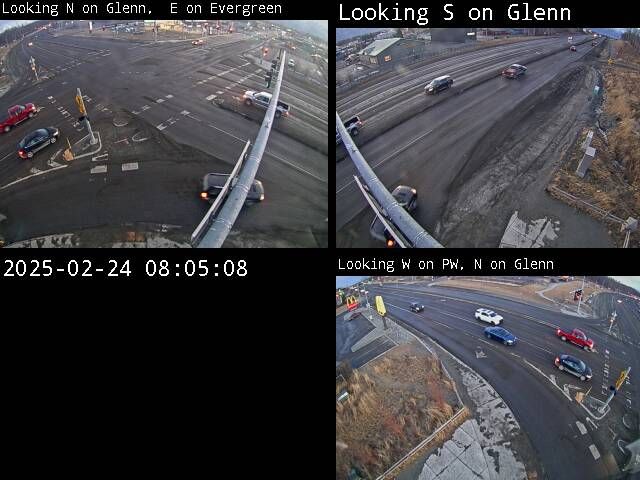 Looking N on Glenn,  E on Evergreen
Looking S on Glenn
2025-02-24 08:05:08
Looking W on PW, N on Glenn